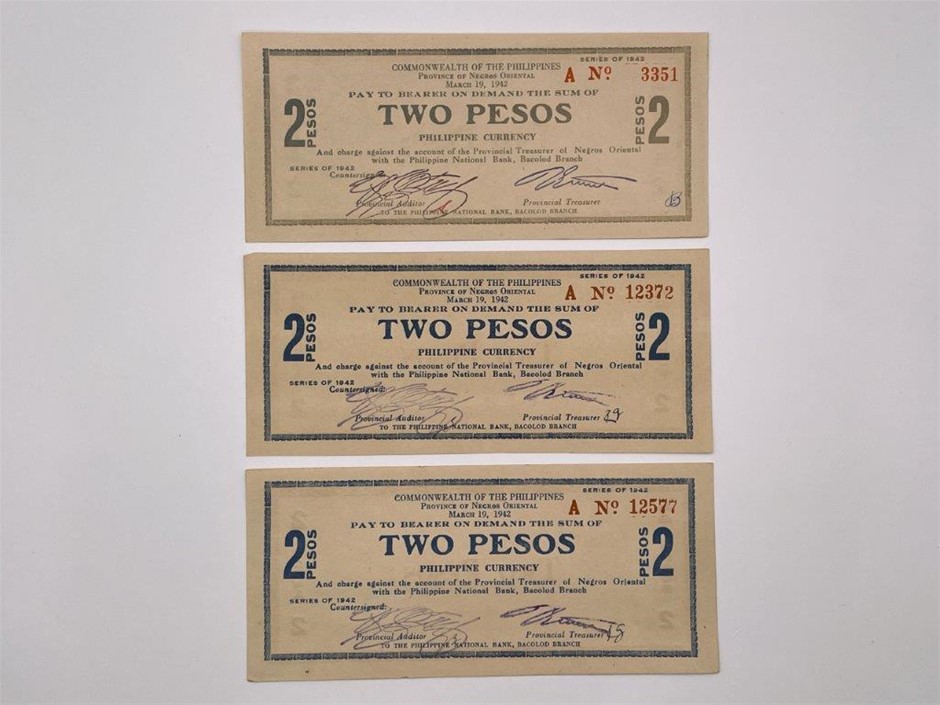 SERIES OF 1942
COMMONWEALTH OF THE PHILIPPINES
PROVINCE OF NEGROS ORIENTAL
A Nº 3351
MARCH 19, 1942
PAY TO BEARER ON DEMAND THE SUM OF
2 PESOS TWO PESOS PESOS 2
PHILIPPINE CURRENCY
And charge against the account of the Provincial Treasurer of Negros Oriental
with the Philippine National Bank, Bacolod Branch
SERIES OF 1942
Countersigned:
Provincial Auditor Provincial Treasurer
TO THE PHILIPPINE NATIONAL BANK, BACOLOD BRANCH
SERIES OF 1942
COMMONWEALTH OF THE PHILIPPINES
PROVINCE OF NEGROS ORIENTAL
A Nº 12372
MARCH 19, 1942
PAY TO BEARER ON DEMAND THE SUM OF
2 PESOS TWO PESOS PESOS 2
PHILIPPINE CURRENCY
And charge against the account of the Provincial Treasurer of Negros Oriental
with the Philippine National Bank, Bacolod Branch
SERIES OF 1942
Countersigned:
Provincial Auditor Provincial Treasurer
TO THE PHILIPPINE NATIONAL BANK, BACOLOD BRANCH
SERIES OF 1942
COMMONWEALTH OF THE PHILIPPINES
PROVINCE OF NEGROS ORIENTAL
A Nº 12577
MARCH 19, 1942
PAY TO BEARER ON DEMAND THE SUM OF
2 PESOS TWO PESOS PESOS 2
PHILIPPINE CURRENCY
And charge against the account of the Provincial Treasurer of Negros Oriental
with the Philippine National Bank, Bacolod Branch
SERIES OF 1942
Countersigned:
Provincial Auditor Provincial Treasurer
TO THE PHILIPPINE NATIONAL BANK, BACOLOD BRANCH